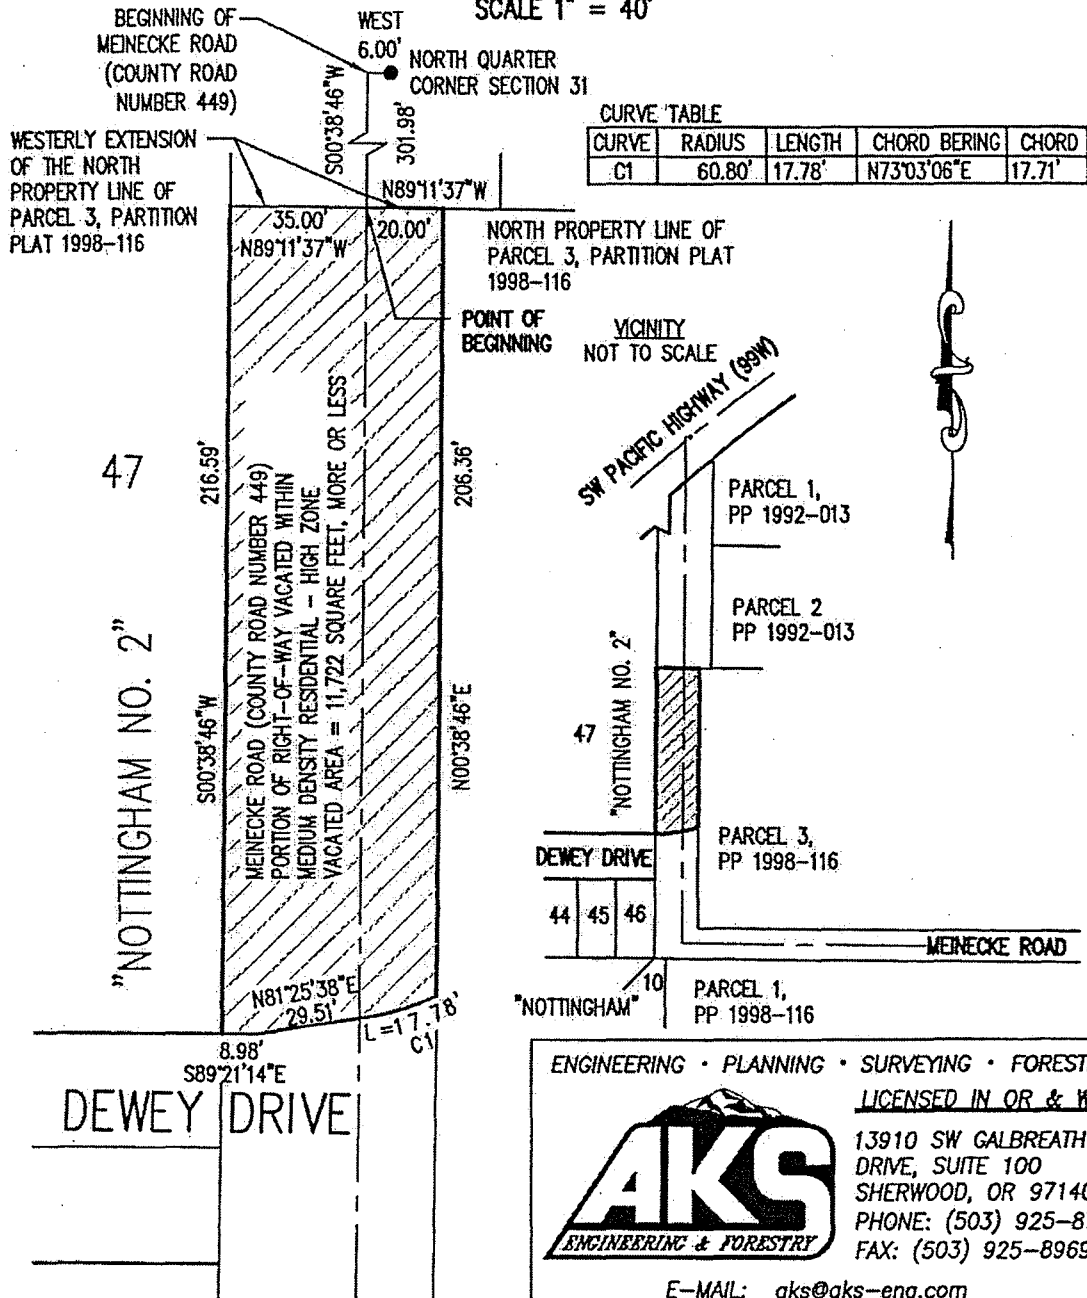 SCALE 1" = 40'
BEGINNING OF
MEINECKE ROAD
(COUNTY ROAD
NUMBER 449)
WEST
6.00'
NORTH QUARTER
CORNER SECTION 31
S00°38'46"W
301.98'
WESTERLY EXTENSION
OF THE NORTH
PROPERTY LINE OF
PARCEL 3, PARTITION
PLAT 1998-116
CURVE TABLE
CURVE RADIUS LENGTH CHORD BERING CHORD
C1 60.80' 17.78' N73°03'06"E 17.71'
N89°11'37"W
35.00'
N89°11'37"W
20.00'
NORTH PROPERTY LINE OF
PARCEL 3, PARTITION PLAT
1998-116
POINT OF
BEGINNING
VICINITY
NOT TO SCALE
SW PACIFIC HIGHWAY (99W)
PARCEL 1,
PP 1992-013
PARCEL 2
PP 1992-013
47
"NOTTINGHAM NO. 2"
216.59'
S00°38'46"W
MEINECKE ROAD (COUNTY ROAD NUMBER 449)
PORTION OF RIGHT-OF-WAY VACATED WITHIN
MEDIUM DENSITY RESIDENTIAL - HIGH ZONE
VACATED AREA = 11,722 SQUARE FEET, MORE OR LESS
206.36'
N00°38'46"E
47
"NOTTINGHAM NO. 2"
DEWEY DRIVE
44 45 46
PARCEL 3,
PP 1998-116
MEINECKE ROAD
"NOTTINGHAM"
10
PARCEL 1,
PP 1998-116
N81°25'38"E
29.51'
L=17.78'
C1
8.98'
S89°21'14"E
DEWEY DRIVE
ENGINEERING · PLANNING · SURVEYING · FOREST
LICENSED IN OR & W
AKS
ENGINEERING & FORESTRY
13910 SW GALBREATH
DRIVE, SUITE 100
SHERWOOD, OR 97140
PHONE: (503) 925-8
FAX: (503) 925-8969
E-MAIL: aks@aks-eng.com